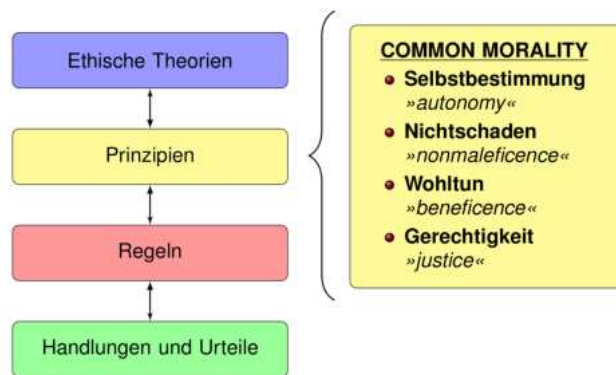 Ethische Theorien
Prinzipien
Regeln
Handlungen und Urteile
COMMON MORALITY
Selbstbestimmung
»autonomy«
Nichtschaden
»nonmaleficence«
Wohltun
»beneficence«
Gerechtigkeit
»justice«